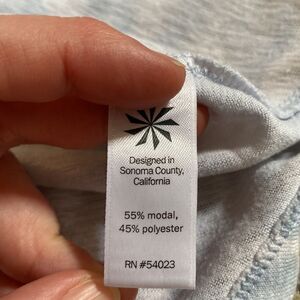 Designed in
Sonoma County,
California
55% modal,
45% polyester
RN #54023